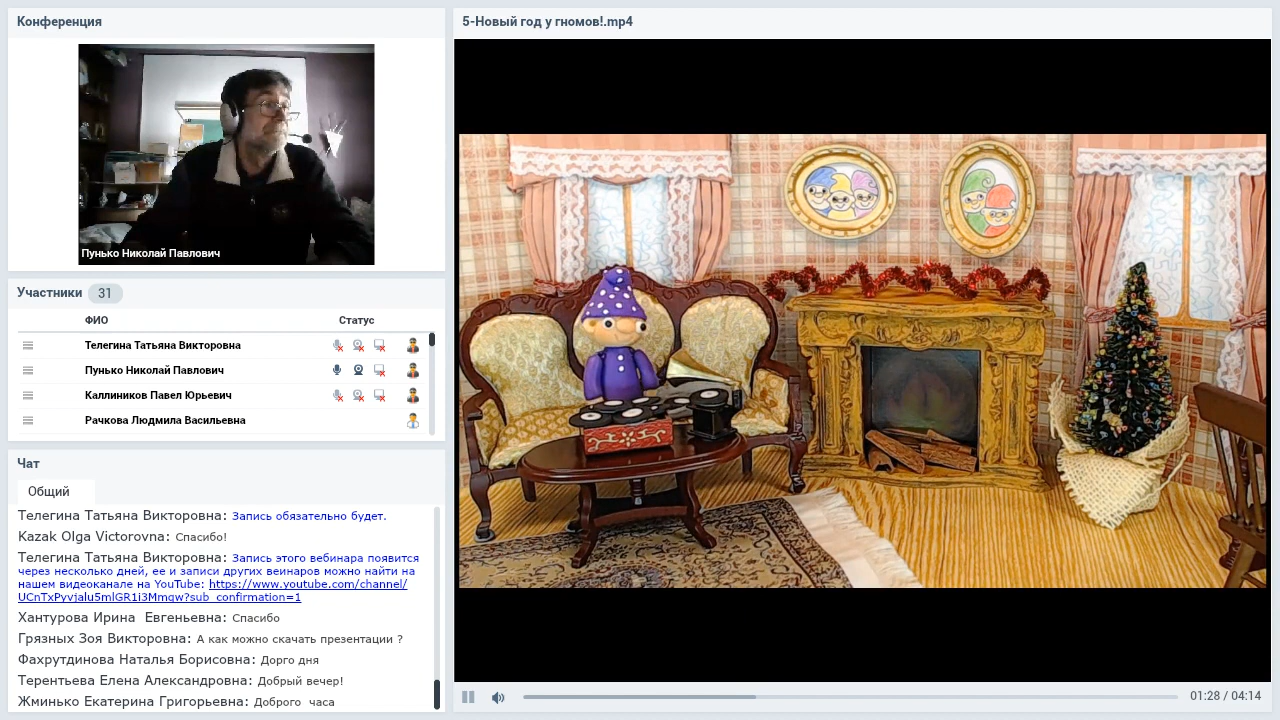 Конференция
Пунько Николай Павлович
Участники 31
ФИО Статус
Телегина Татьяна Викторовна
Пунько Николай Павлович
Каллиников Павел Юрьевич
Рачкова Людмила Васильевна
Чат
Общий
Телегина Татьяна Викторовна: Запись обязательно будет.
Kazak Olga Victorovna: Спасибо!
Телегина Татьяна Викторовна: Запись этого вебинара появится
через несколько дней, ее и записи других веинаров можно найти на
нашем видеоканале на YouTube: https://www.youtube.com/channel/
UCnTxPyvjalu5mlGR1i3Mmqw?sub_confirmation=1
Хантурова Ирина  Евгеньевна: Спасибо
Грязных Зоя Викторовна: А как можно скачать презентации ?
Фахрутдинова Наталья Борисовна: Дорго дня
Терентьева Елена Александровна: Добрый вечер!
Жминько Екатерина Григорьевна: Доброго  часа
5-Новый год у гномов!.mp4
01:28 / 04:14